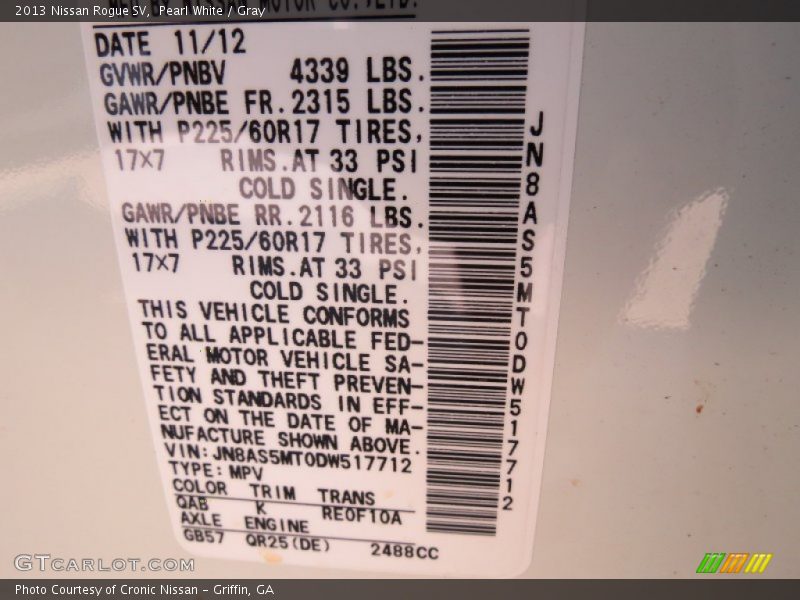 2013 Nissan Rogue SV, Pearl White / Gray
DATE 11/12
GVWR/PNBV 4339 LBS.
GAWR/PNBE FR. 2315 LBS.
WITH P225/60R17 TIRES,
17X7 RIMS. AT 33 PSI
COLD SINGLE.
GAWR/PNBE RR. 2116 LBS.
WITH P225/60R17 TIRES,
17X7 RIMS. AT 33 PSI
COLD SINGLE.
THIS VEHICLE CONFORMS
TO ALL APPLICABLE FED-
ERAL MOTOR VEHICLE SA-
FETY AND THEFT PREVEN-
TION STANDARDS IN EFF-
ECT ON THE DATE OF MA-
NUFACTURE SHOWN ABOVE.
VIN: JN8AS5MT0DW517712
TYPE: MPV
COLOR TRIM TRANS
QAB K RE0F10A
AXLE ENGINE
GB57 QR25(DE) 2488CC
JN8AS5MT0DW517712
GTCARLOT.COM
Photo Courtesy of Cronic Nissan - Griffin, GA